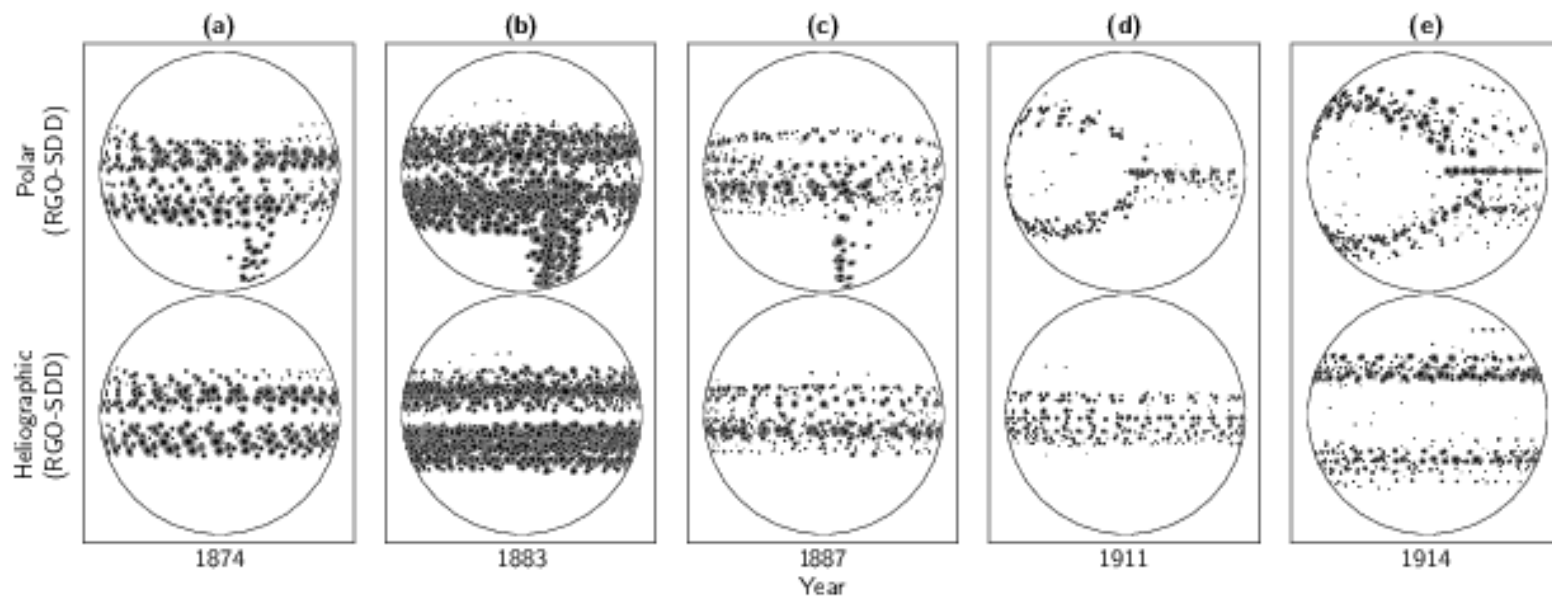 (a) (b) (c) (d) (e)
Polar
(RGO-SDD)
Heliographic
(RGO-SDD)
1874 1883 1887 1911 1914
Year